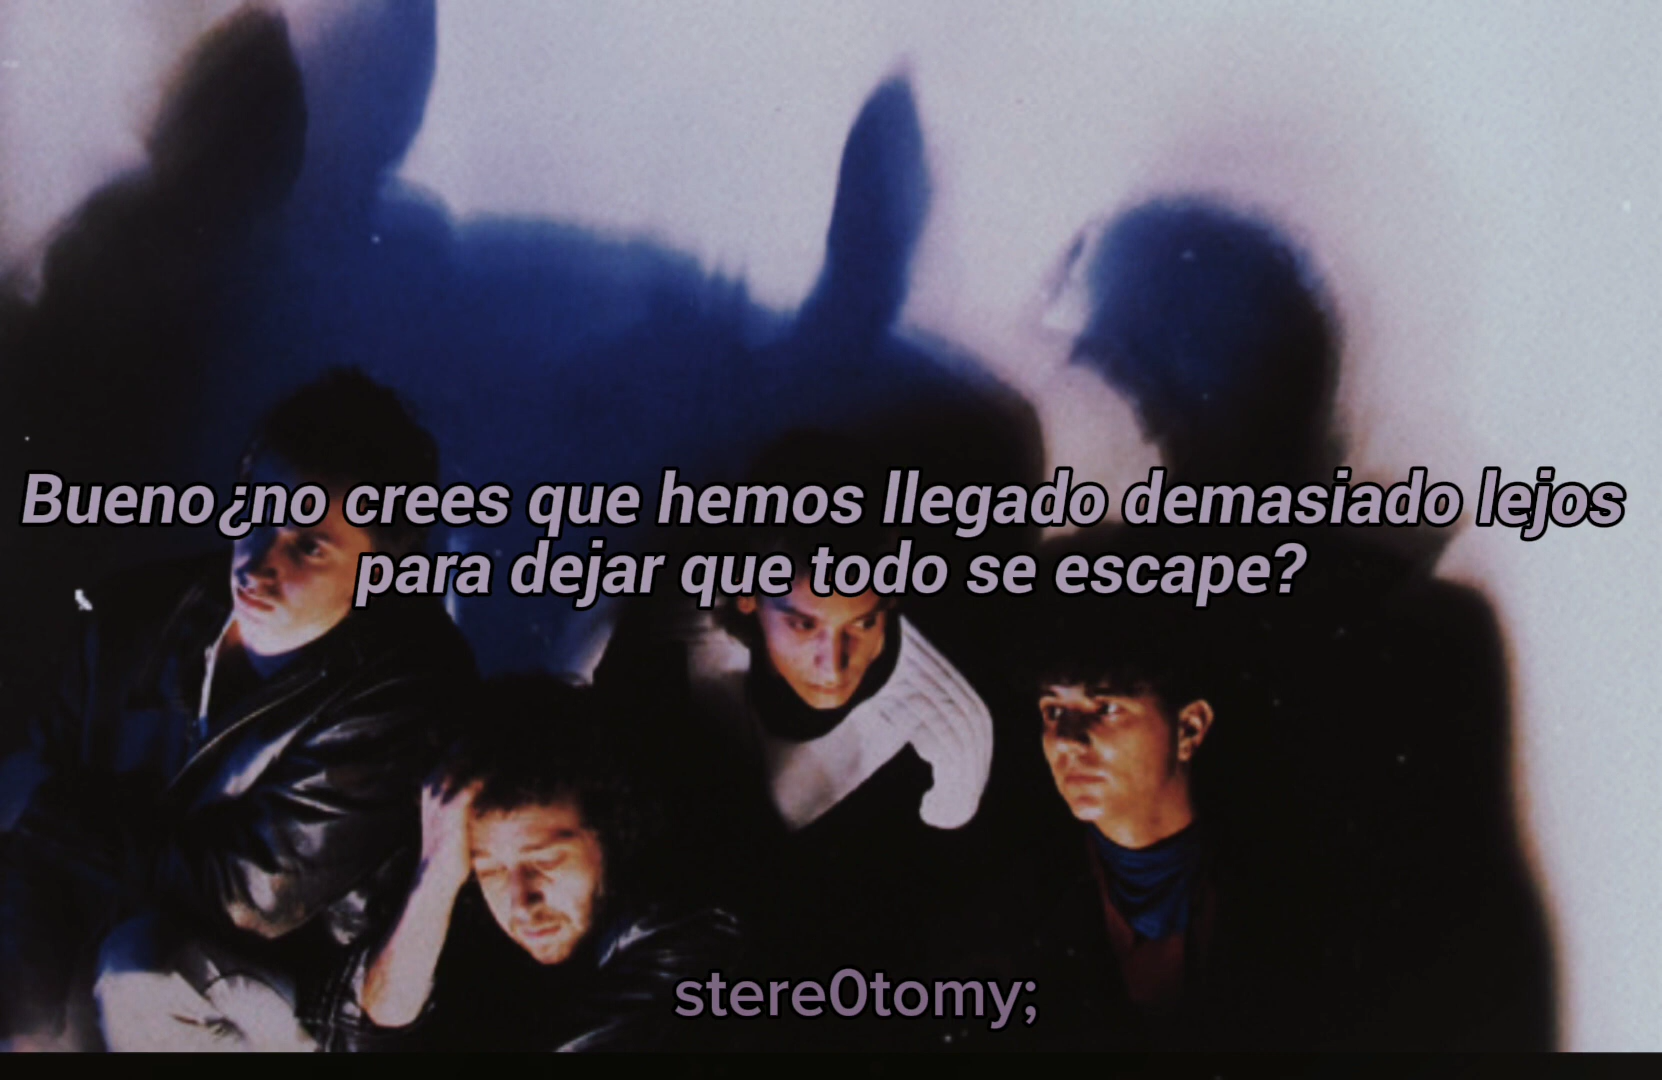 Bueno¿no crees que hemos llegado demasiado lejos
para dejar que todo se escape?
stere0tomy;